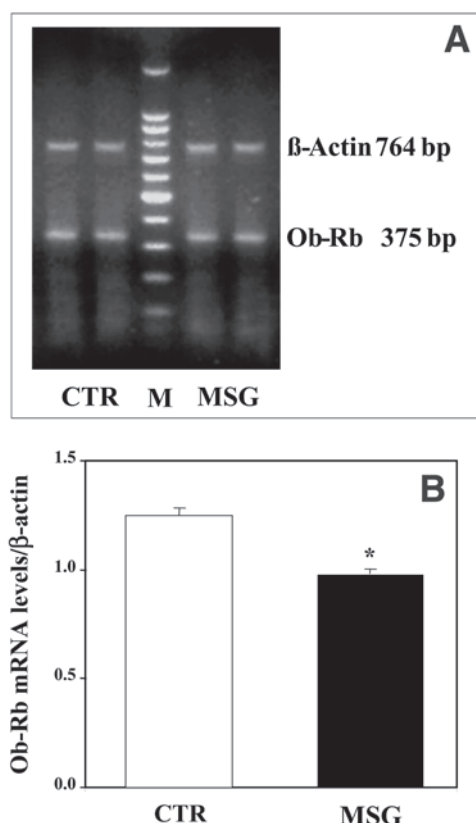 A
ß-Actin 764 bp
Ob-Rb 375 bp
CTR M MSG
B
Ob-Rb mRNA levels/β-actin
1.5
1.0
0.5
0.0
*
CTR MSG